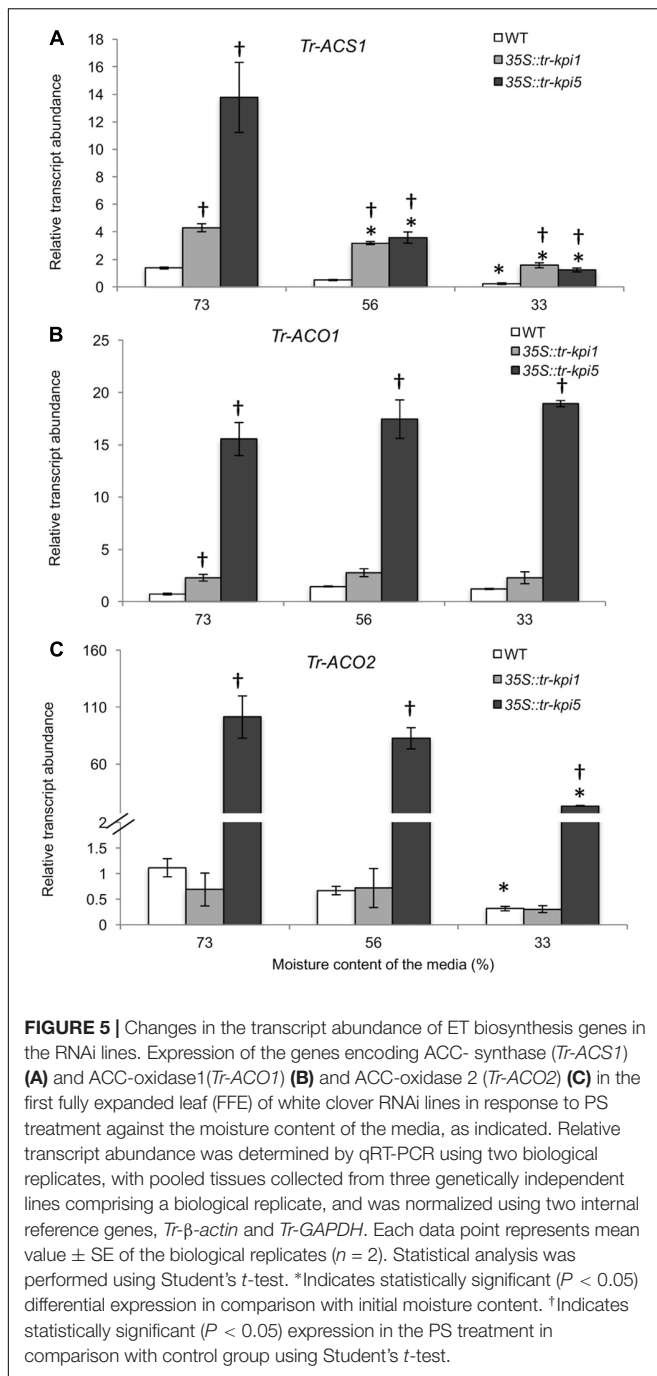 A
Tr-ACS1
WT
35S::tr-kpi1
35S::tr-kpi5
Relative transcript abundance
18
16
14
12
10
8
6
4
2
0
†
†
†
*
†
*
*
†
*
†
*
73
56
33
B
Tr-ACO1
WT
35S::tr-kpi1
35S::tr-kpi5
Relative transcript abundance
25
20
15
10
5
0
†
†
†
†
73
56
33
C
Tr-ACO2
WT
35S::tr-kpi1
35S::tr-kpi5
Relative transcript abundance
160
110
60
2
1.5
1
0.5
0
†
†
*
†
*
73
56
33
Moisture content of the media (%)
FIGURE 5 | Changes in the transcript abundance of ET biosynthesis genes in
the RNAi lines. Expression of the genes encoding ACC- synthase (Tr-ACS1)
(A) and ACC-oxidase1(Tr-ACO1) (B) and ACC-oxidase 2 (Tr-ACO2) (C) in the
first fully expanded leaf (FFE) of white clover RNAi lines in response to PS
treatment against the moisture content of the media, as indicated. Relative
transcript abundance was determined by qRT-PCR using two biological
replicates, with pooled tissues collected from three genetically independent
lines comprising a biological replicate, and was normalized using two internal
reference genes, Tr-β-actin and Tr-GAPDH. Each data point represents mean
value ± SE of the biological replicates (n = 2). Statistical analysis was
performed using Student's t-test. *Indicates statistically significant (P < 0.05)
differential expression in comparison with initial moisture content. †Indicates
statistically significant (P < 0.05) expression in the PS treatment in
comparison with control group using Student's t-test.